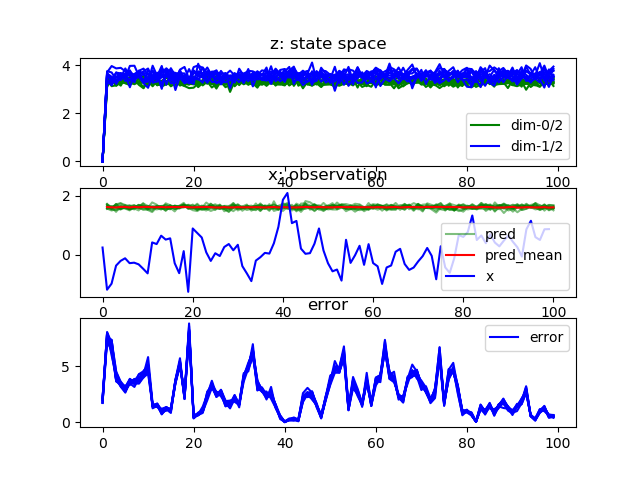 z: state space
4
2
0
dim-0/2
dim-1/2
0 20 40 60 80 100
x: observation
2
0
pred
pred_mean
x
0 20 40 60 80 100
error
5
0
error
0 20 40 60 80 100